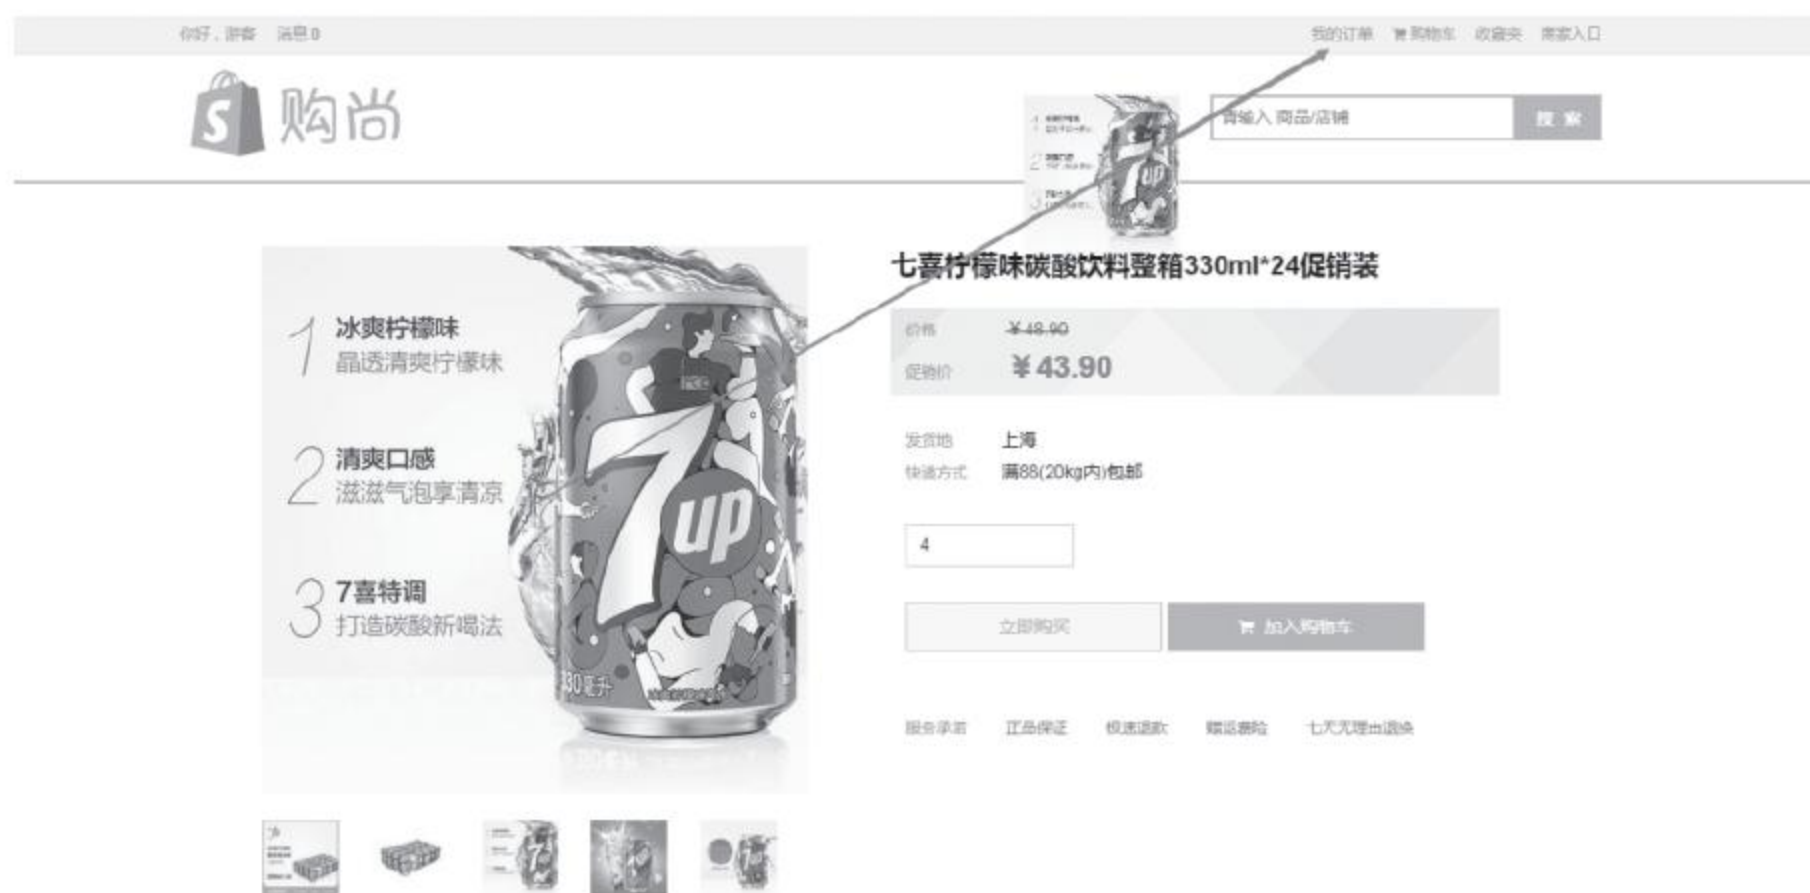 你好，游客 消息0
我的订单 购物车 收藏夹 商家入口
S 购尚
请输入 商品/店铺 搜 索
七喜柠檬味碳酸饮料整箱330ml*24促销装
1 冰爽柠檬味
晶透清爽柠檬味
价格 ￥48.90
促销价 ￥43.90
2 清爽口感
滋滋气泡享清凉
发货地 上海
快递方式 满88(20kg内)包邮
7up
4
3 7喜特调
打造碳酸新喝法
立即购买 加入购物车
330毫升
服务承诺 正品保证 极速退款 赠运费险 七天无理由退换